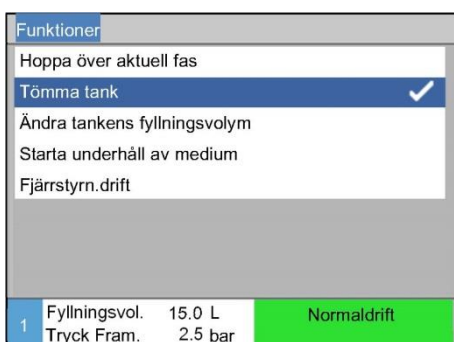 Funktioner
Hoppa över aktuell fas
Tömma tank
Ändra tankens fyllningsvolym
Starta underhåll av medium
Fjärrstyrn.drift
1
Fyllningsvol. 15.0 L
Tryck Fram. 2.5 bar
Normaldrift